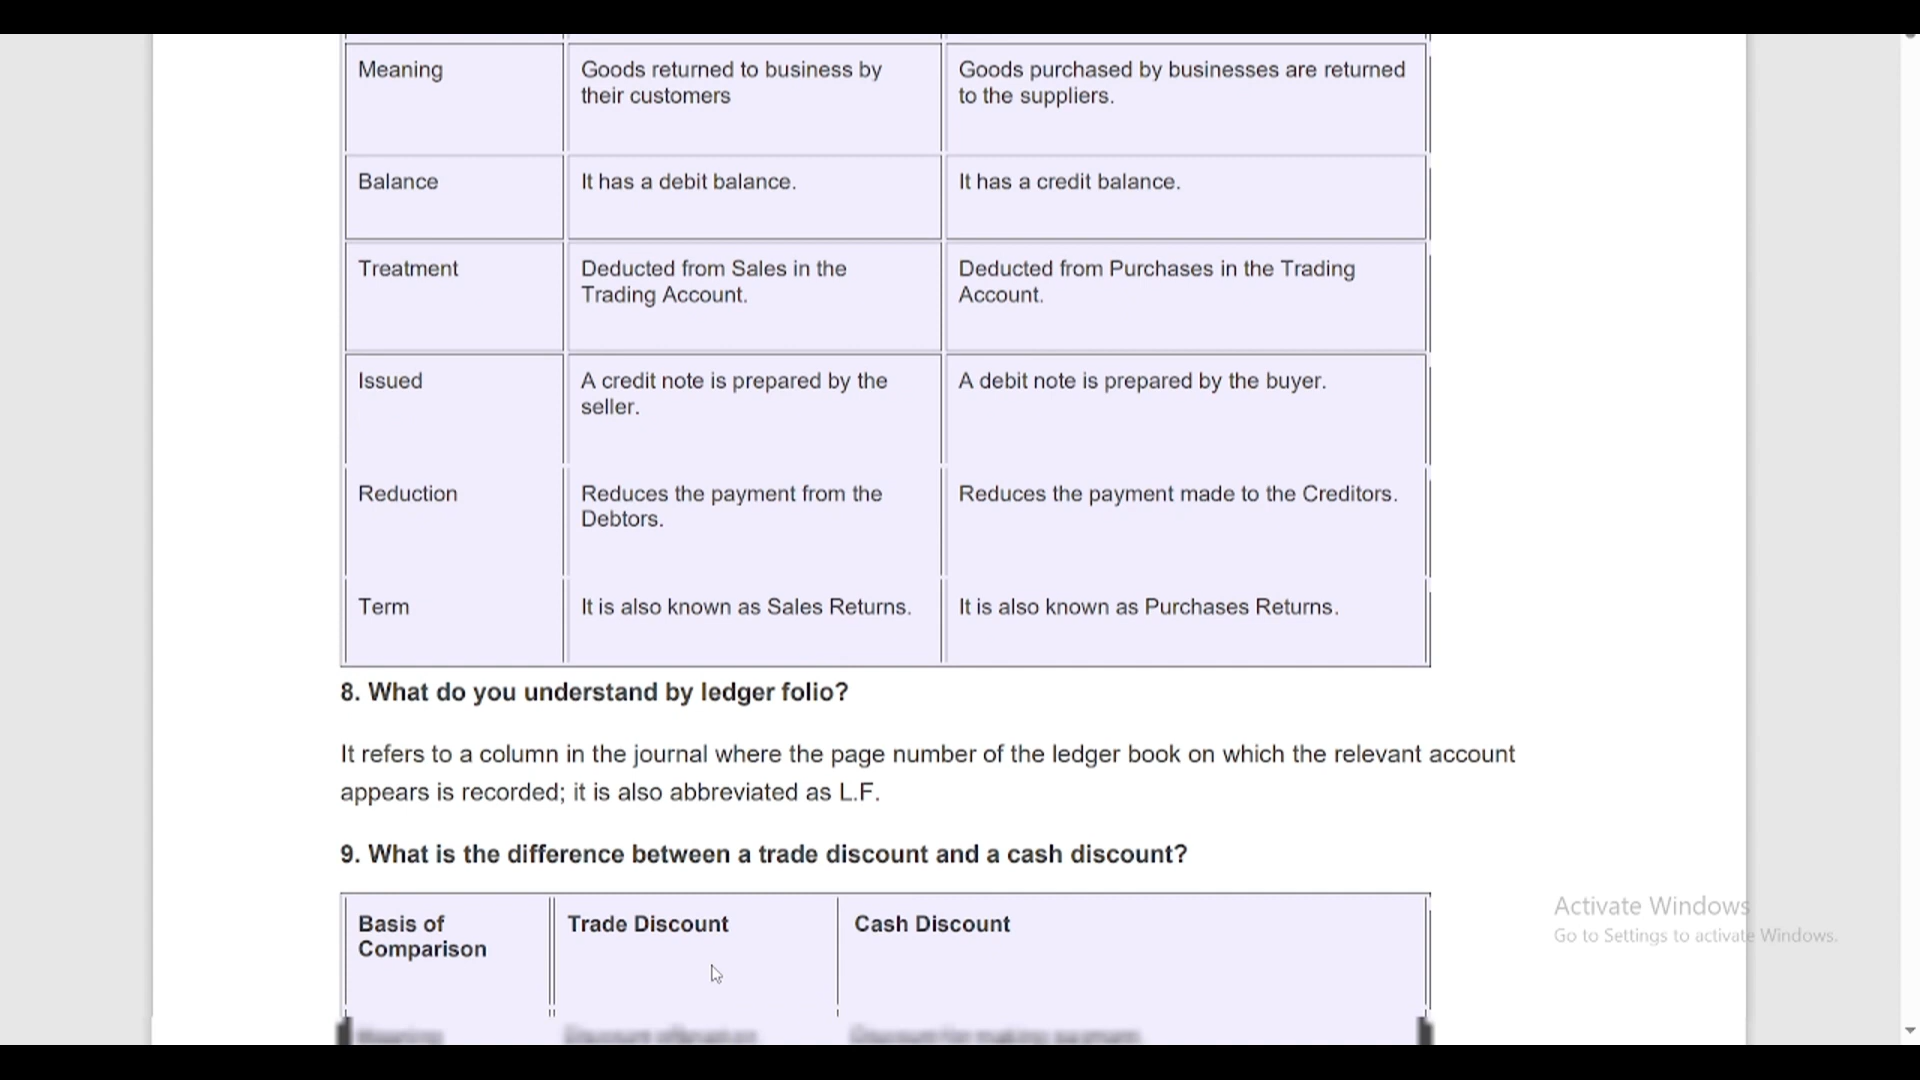 Meaning
Goods returned to business by
their customers
Goods purchased by businesses are returned
to the suppliers.
Balance
It has a debit balance.
It has a credit balance.
Treatment
Deducted from Sales in the
Trading Account.
Deducted from Purchases in the Trading
Account.
Issued
A credit note is prepared by the
seller.
A debit note is prepared by the buyer.
Reduction
Reduces the payment from the
Debtors.
Reduces the payment made to the Creditors.
Term
It is also known as Sales Returns.
It is also known as Purchases Returns.
8. What do you understand by ledger folio?
It refers to a column in the journal where the page number of the ledger book on which the relevant account
appears is recorded; it is also abbreviated as L.F.
9. What is the difference between a trade discount and a cash discount?
Basis of
Comparison
Trade Discount
Cash Discount
Activate Windows
Go to Settings to activate Windows.